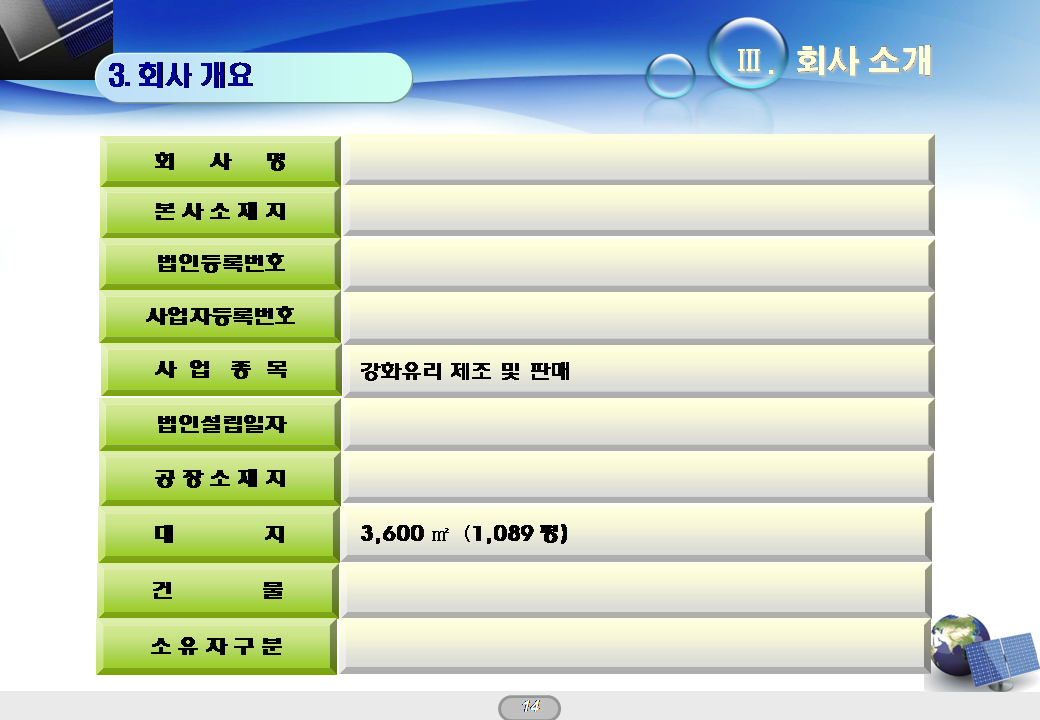 Ⅲ. 회사 소개
3. 회사 개요
회 사 명
본 사 소 재 지
법인등록번호
사업자등록번호
사 업 종 목 강화유리 제조 및 판매
법인설립일자
공 장 소 재 지
대 지 3,600 ㎡ (1,089 평)
건 물
소 유 자 구 분
14